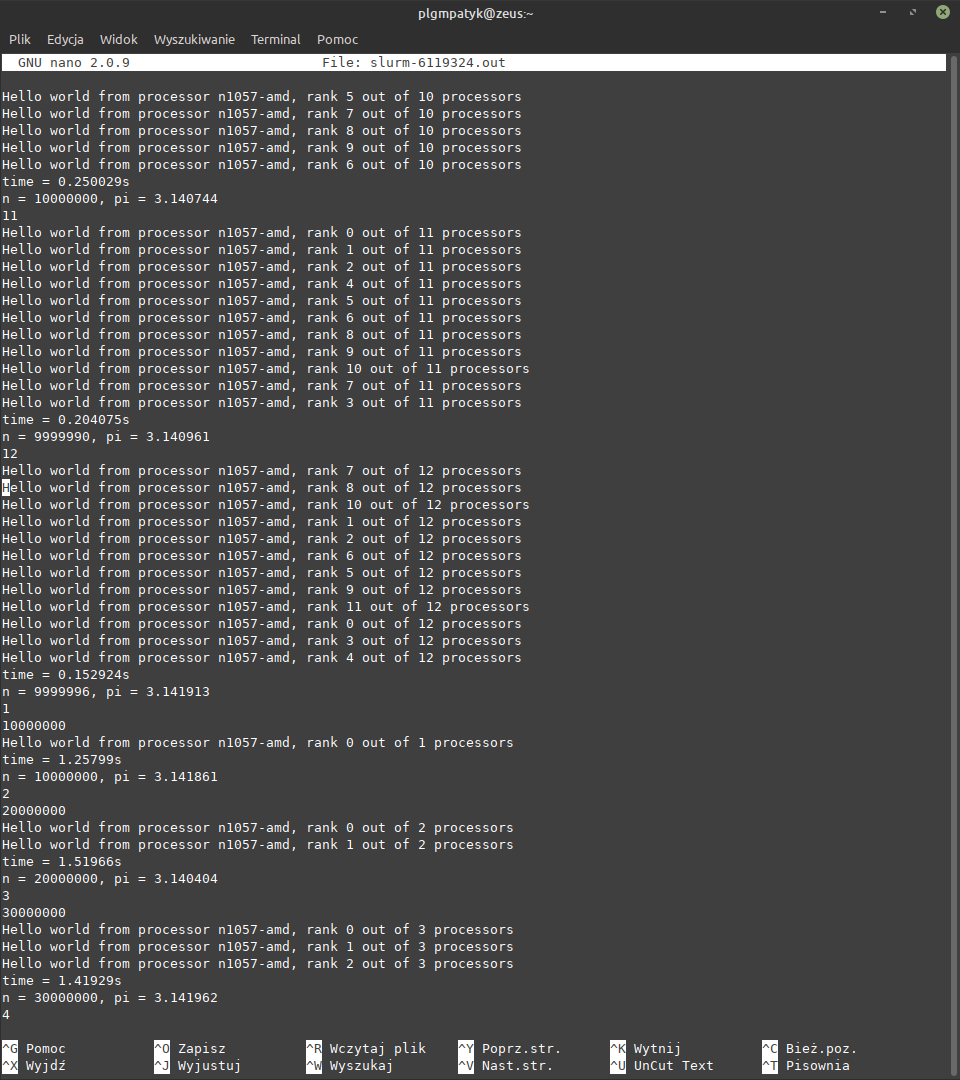 plgmpatyk@zeus:~
Plik Edycja Widok Wyszukiwanie Terminal Pomoc
GNU nano 2.0.9 File: slurm-6119324.out
Hello world from processor n1057-amd, rank 5 out of 10 processors
Hello world from processor n1057-amd, rank 7 out of 10 processors
Hello world from processor n1057-amd, rank 8 out of 10 processors
Hello world from processor n1057-amd, rank 9 out of 10 processors
Hello world from processor n1057-amd, rank 6 out of 10 processors
time = 0.250029s
n = 10000000, pi = 3.140744
11
Hello world from processor n1057-amd, rank 0 out of 11 processors
Hello world from processor n1057-amd, rank 1 out of 11 processors
Hello world from processor n1057-amd, rank 2 out of 11 processors
Hello world from processor n1057-amd, rank 4 out of 11 processors
Hello world from processor n1057-amd, rank 5 out of 11 processors
Hello world from processor n1057-amd, rank 6 out of 11 processors
Hello world from processor n1057-amd, rank 8 out of 11 processors
Hello world from processor n1057-amd, rank 9 out of 11 processors
Hello world from processor n1057-amd, rank 10 out of 11 processors
Hello world from processor n1057-amd, rank 7 out of 11 processors
Hello world from processor n1057-amd, rank 3 out of 11 processors
time = 0.204075s
n = 9999990, pi = 3.140961
12
Hello world from processor n1057-amd, rank 7 out of 12 processors
Hello world from processor n1057-amd, rank 8 out of 12 processors
Hello world from processor n1057-amd, rank 10 out of 12 processors
Hello world from processor n1057-amd, rank 1 out of 12 processors
Hello world from processor n1057-amd, rank 2 out of 12 processors
Hello world from processor n1057-amd, rank 6 out of 12 processors
Hello world from processor n1057-amd, rank 5 out of 12 processors
Hello world from processor n1057-amd, rank 9 out of 12 processors
Hello world from processor n1057-amd, rank 11 out of 12 processors
Hello world from processor n1057-amd, rank 0 out of 12 processors
Hello world from processor n1057-amd, rank 3 out of 12 processors
Hello world from processor n1057-amd, rank 4 out of 12 processors
time = 0.152924s
n = 9999996, pi = 3.141913
1
10000000
Hello world from processor n1057-amd, rank 0 out of 1 processors
time = 1.25799s
n = 10000000, pi = 3.141861
2
20000000
Hello world from processor n1057-amd, rank 0 out of 2 processors
Hello world from processor n1057-amd, rank 1 out of 2 processors
time = 1.51966s
n = 20000000, pi = 3.140404
3
30000000
Hello world from processor n1057-amd, rank 0 out of 3 processors
Hello world from processor n1057-amd, rank 1 out of 3 processors
Hello world from processor n1057-amd, rank 2 out of 3 processors
time = 1.41929s
n = 30000000, pi = 3.141962
4
^G Pomoc ^O Zapisz ^R Wczytaj plik ^Y Poprz.str. ^K Wytnij ^C Bież.poz.
^X Wyjdź ^J Wyjustuj ^W Wyszukaj ^V Nast.str. ^U UnCut Text ^T Pisownia